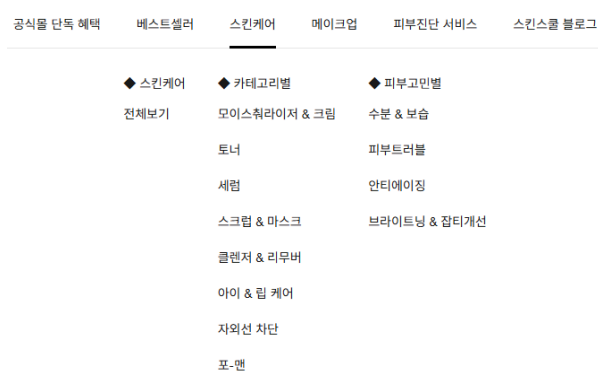 공식몰 단독 혜택 베스트셀러 스킨케어 메이크업 피부진단 서비스 스킨스쿨 블로그
◆ 스킨케어
전체보기
◆ 카테고리별
모이스춰라이저 & 크림
토너
세럼
스크럽 & 마스크
클렌저 & 리무버
아이 & 립 케어
자외선 차단
포-맨
◆ 피부고민별
수분 & 보습
피부트러블
안티에이징
브라이트닝 & 잡티개선